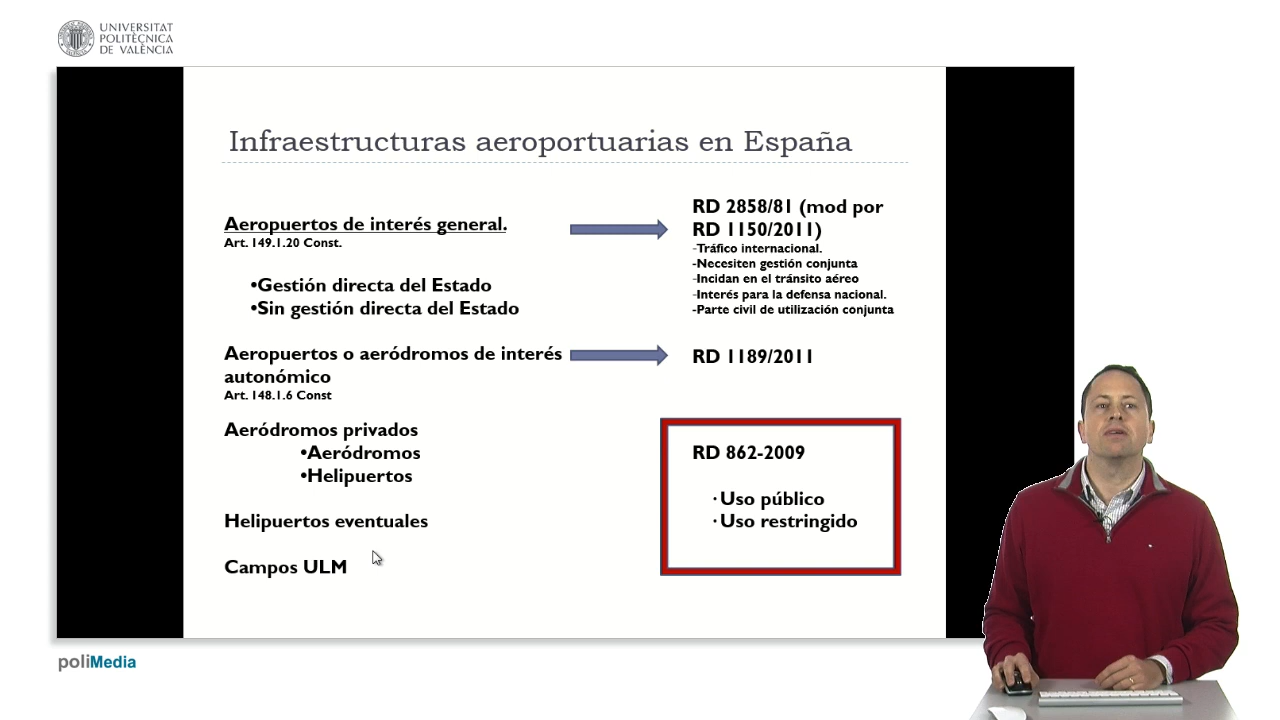 UNIVERSITAT
POLITÈCNICA
DE VALÈNCIA
Infraestructuras aeroportuarias en España
Aeropuertos de interés general.
Art. 149.1.20 Const.
•Gestión directa del Estado
•Sin gestión directa del Estado
Aeropuertos o aeródromos de interés
autonómico
Art. 148.1.6 Const
Aeródromos privados
•Aeródromos
•Helipuertos
Helipuertos eventuales
Campos ULM
RD 2858/81 (mod por
RD 1150/2011)
-Tráfico internacional.
-Necesiten gestión conjunta
-Incidan en el tránsito aéreo
-Interés para la defensa nacional.
-Parte civil de utilización conjunta
RD 1189/2011
RD 862-2009
·Uso público
·Uso restringido
poliMedia